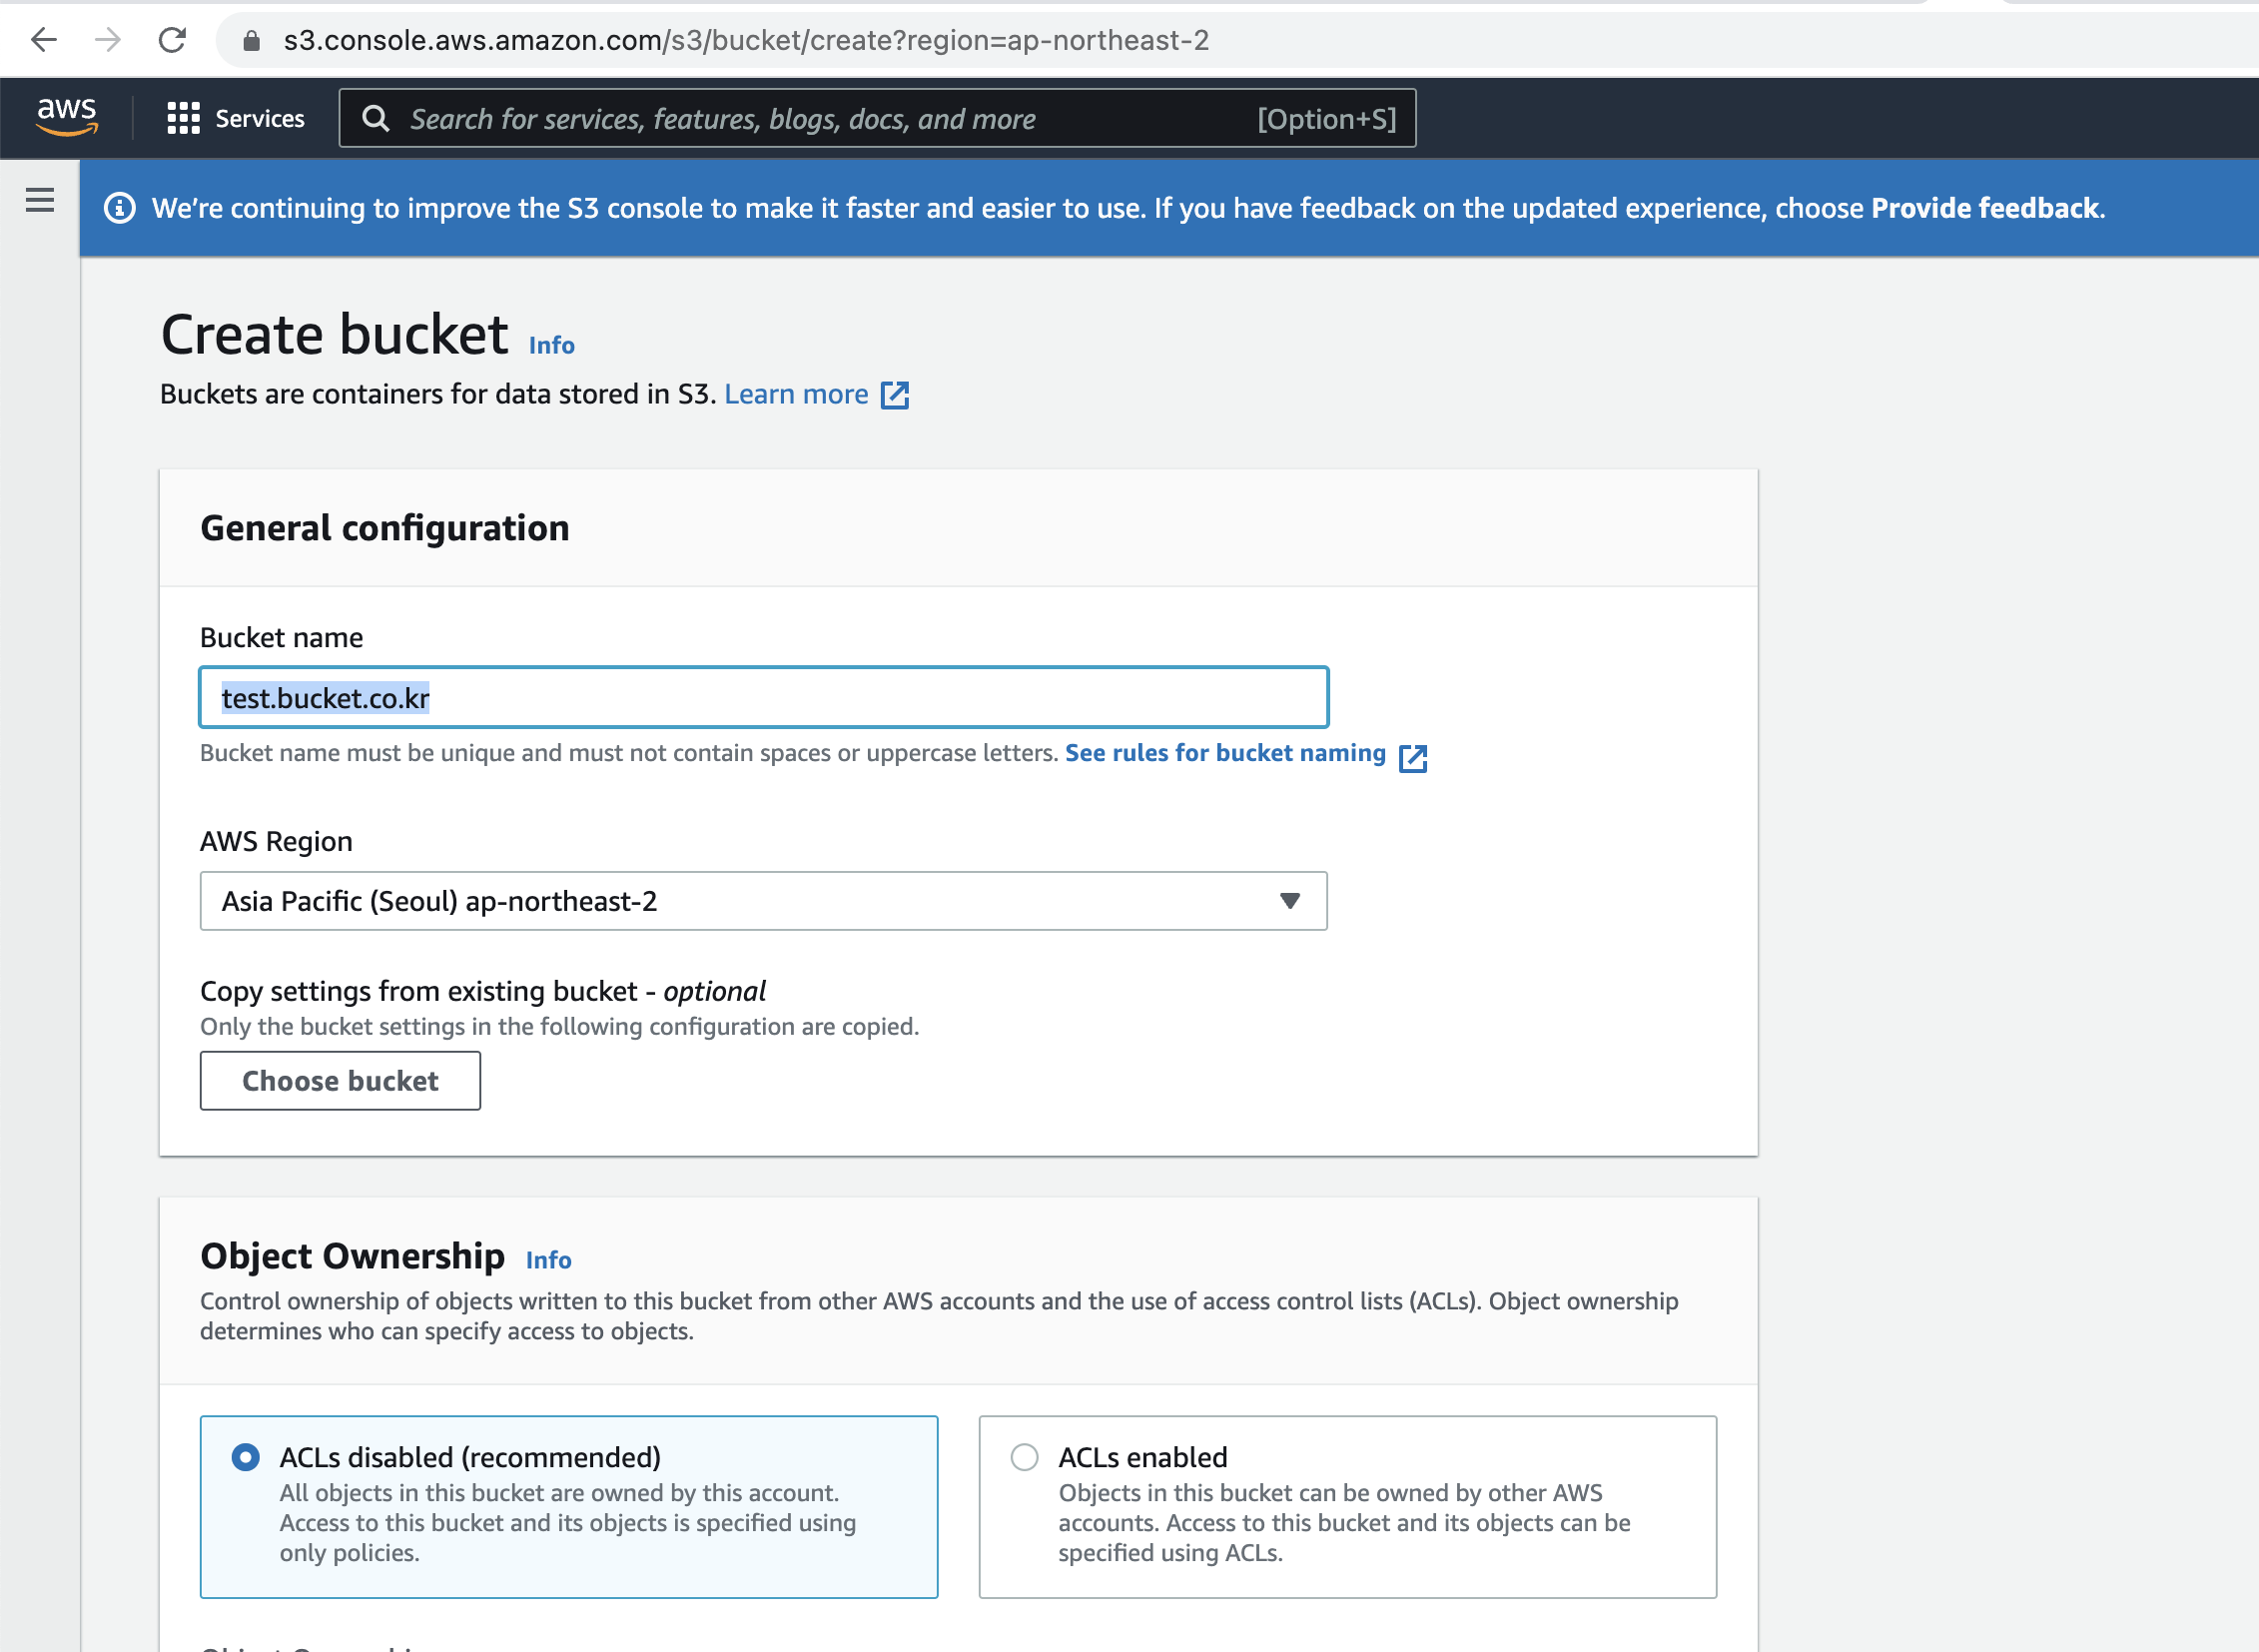 s3.console.aws.amazon.com/s3/bucket/create?region=ap-northeast-2
aws Services Search for services, features, blogs, docs, and more [Option+S]
We're continuing to improve the S3 console to make it faster and easier to use. If you have feedback on the updated experience, choose Provide feedback.
Create bucket Info
Buckets are containers for data stored in S3. Learn more
General configuration
Bucket name
test.bucket.co.kr
Bucket name must be unique and must not contain spaces or uppercase letters. See rules for bucket naming
AWS Region
Asia Pacific (Seoul) ap-northeast-2
Copy settings from existing bucket - optional
Only the bucket settings in the following configuration are copied.
Choose bucket
Object Ownership Info
Control ownership of objects written to this bucket from other AWS accounts and the use of access control lists (ACLs). Object ownership
determines who can specify access to objects.
ACLs disabled (recommended)
All objects in this bucket are owned by this account.
Access to this bucket and its objects is specified using
only policies.
ACLs enabled
Objects in this bucket can be owned by other AWS
accounts. Access to this bucket and its objects can be
specified using ACLs.